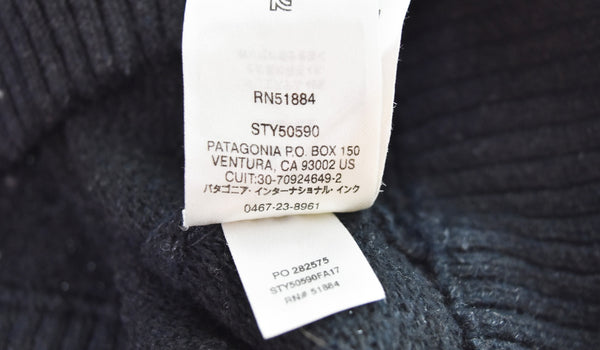 RN51884
STY50590
PATAGONIA P.O. BOX 150
VENTURA, CA 93002 US
CUIT:30-70924649-2
パタゴニア・インターナショナル・インク
0467-23-8961
PO 282575
STY50590FA17
RN# 51884